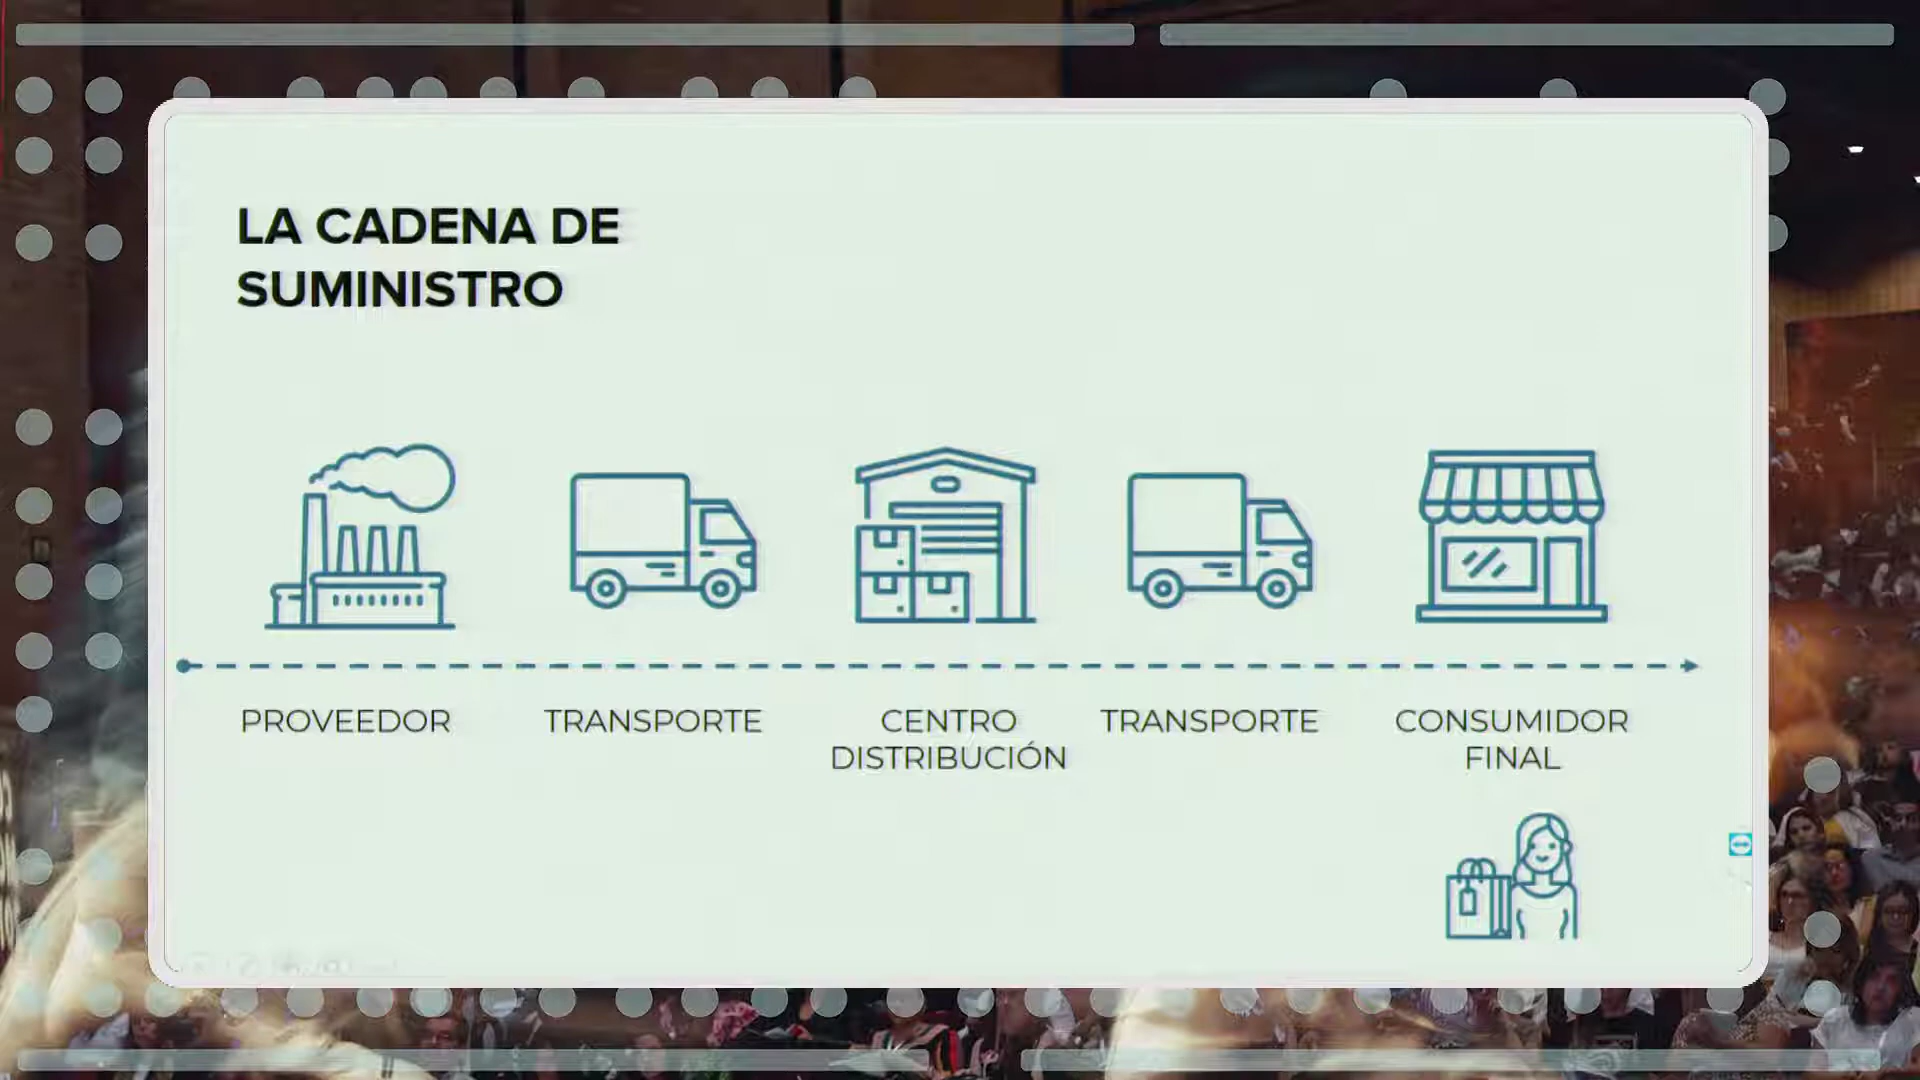 LA CADENA DE
SUMINISTRO
PROVEEDOR
TRANSPORTE
CENTRO
DISTRIBUCIÓN
TRANSPORTE
CONSUMIDOR
FINAL